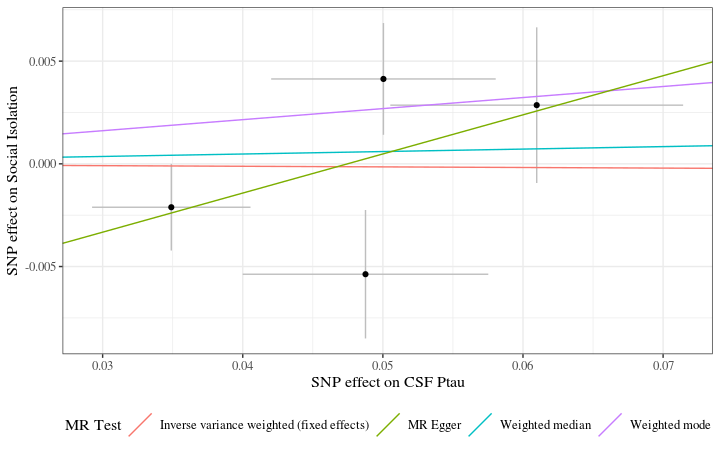 SNP effect on Social Isolation
0.005
0.000
-0.005
0.03 0.04 0.05 0.06 0.07
SNP effect on CSF Ptau
MR Test Inverse variance weighted (fixed effects) MR Egger Weighted median Weighted mode